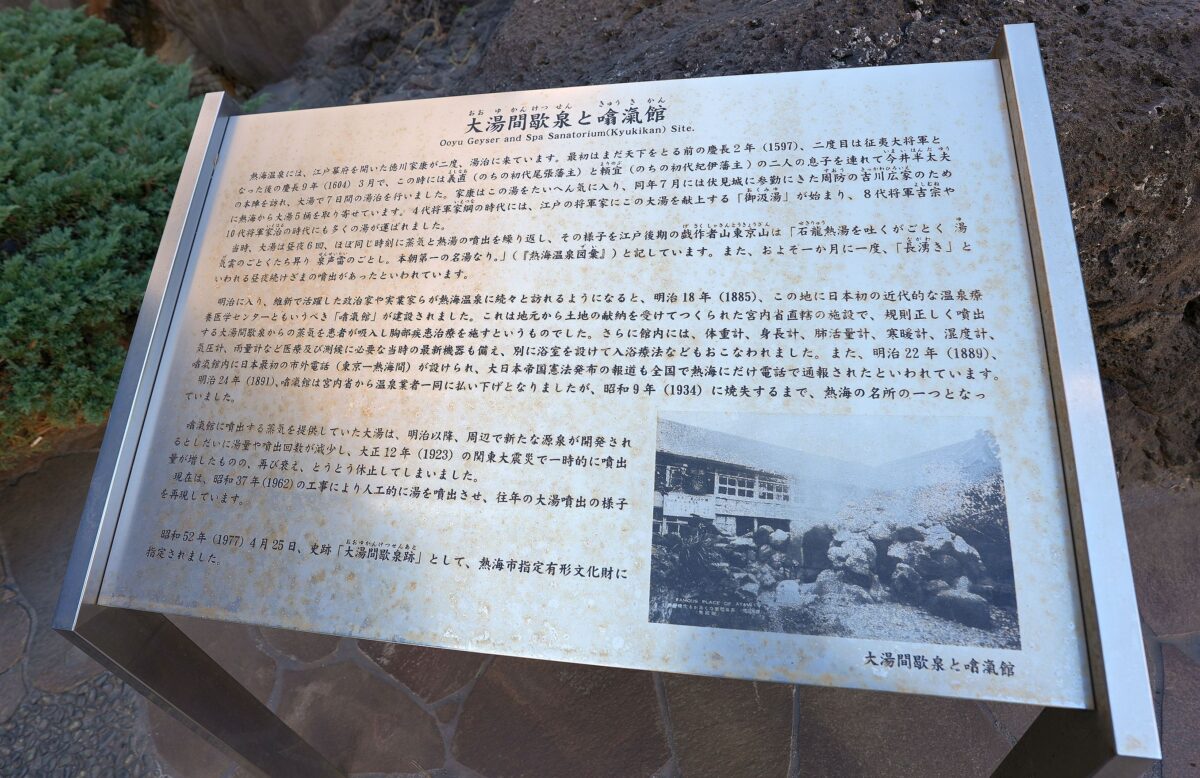 おおゆかんけつせん きゅうきかん
大湯間歇泉と噏滊館
Ooyu Geyser and Spa Sanatorium(Kyukikan) Site.
熱海温泉には、江戸幕府を開いた徳川家康が二度、湯治に来ています。最初はまだ天下をとる前の慶長2年（1597）、二度目は征夷大将軍と
なった後の慶長9年（1604）3月で、この時には義直（のちの初代尾張藩主）と頼宣（のちの初代紀伊藩主）の二人の息子を連れて今井半太夫
の本陣を訪れ、大湯で7日間の湯治を行いました。家康はこの湯をたいへん気に入り、同年7月には伏見城に参勤にきた周防の吉川広家のため
に熱海から大湯5桶を取り寄せています。4代将軍家綱の時代には、江戸の将軍家にこの大湯を献上する「御汲湯」が始まり、8代将軍吉宗や
10代将軍家治の時代にも多くの湯が運ばれました。
当時、大湯は昼夜6回、ほぼ同じ時刻に蒸気と熱湯の噴出を繰り返し、その様子を江戸後期の戯作者山東京山は「石龍熱湯を吐くがごとく 湯
気雲のごとくたち昇り 泉声雷のごとし。本朝第一の名湯なり。」（『熱海温泉図彙』）と記しています。また、およそ一か月に一度、「長湧き」と
いわれる昼夜続けざまの噴出があったといわれています。
明治に入り、維新で活躍した政治家や実業家らが熱海温泉に続々と訪れるようになると、明治18年（1885）、この地に日本初の近代的な温泉療
養医学センターともいうべき「噏滊館」が建設されました。これは地元から土地の献納を受けてつくられた宮内省直轄の施設で、規則正しく噴出
する大湯間歇泉からの蒸気を患者が吸入し胸部疾患治療を施すというものでした。さらに館内には、体重計、身長計、肺活量計、寒暖計、湿度計、
気圧計、雨量計など医療及び測候に必要な当時の最新機器も備え、別に浴室を設けて入浴療法などもおこなわれました。また、明治22年（1889）、
噏滊館内に日本最初の市外電話（東京―熱海間）が設けられ、大日本帝国憲法発布の報道も全国で熱海にだけ電話で通報されたといわれています。
明治24年（1891）、噏滊館は宮内省から温泉業者一同に払い下げとなりましたが、昭和9年（1934）に焼失するまで、熱海の名所の一つとなっ
ていました。
噏滊館に噴出する蒸気を提供していた大湯は、明治以降、周辺で新たな源泉が開発され
るとしだいに湯量や噴出回数が減少し、大正12年（1923）の関東大震災で一時的に噴出
量が増したものの、再び衰え、とうとう休止してしまいました。
現在は、昭和37年（1962）の工事により人工的に湯を噴出させ、往年の大湯噴出の様子
を再現しています。
昭和52年（1977）4月25日、史跡「大湯間歇泉跡」として、熱海市指定有形文化財に
指定されました。
FAMOUS PLACE OF ATAMI
大湯間歇泉と噏滊館